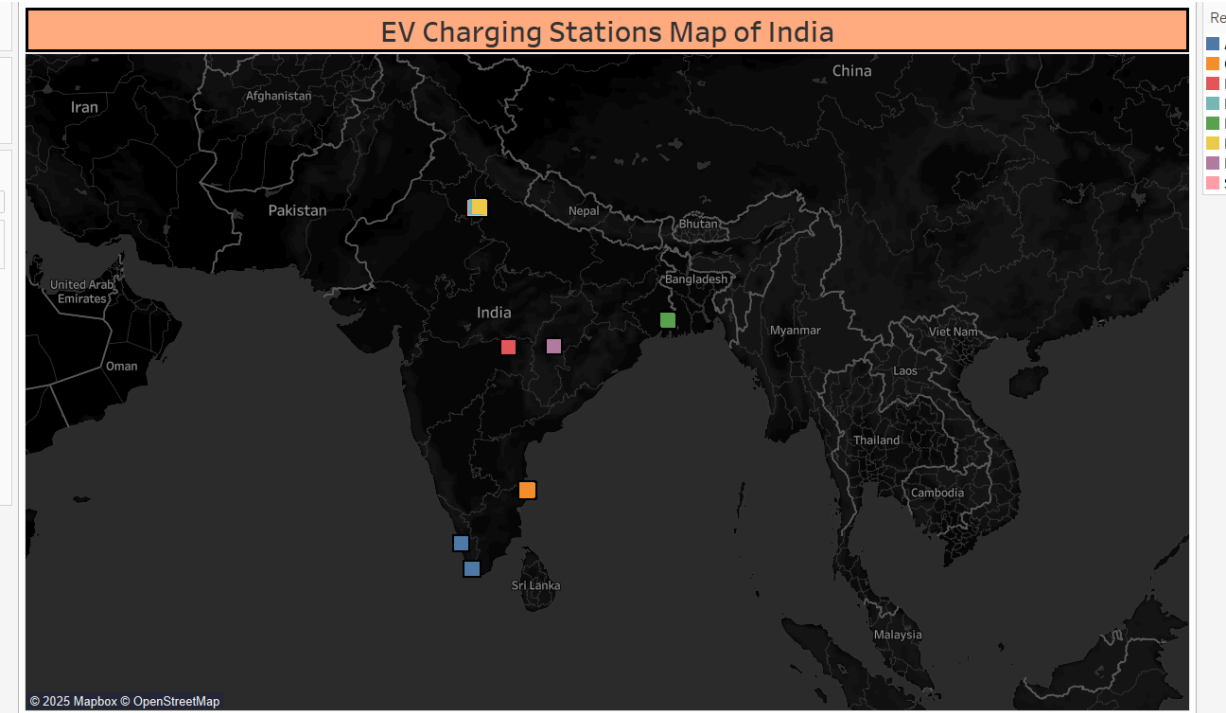 EV Charging Stations Map of India
Re
China
Afghanistan
Iran
Pakistan
Nepal
Bhutan
Bangladesh
United Arab
Emirates
India
Myanmar
Viet Nam
Oman
Laos
Thailand
Cambodia
Sri Lanka
Malaysia
© 2025 Mapbox © OpenStreetMap